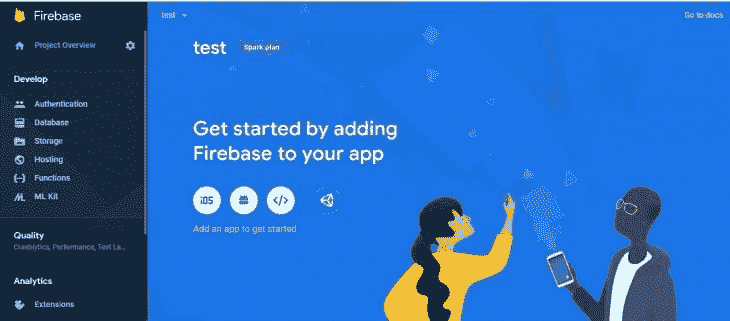 Firebase
Project Overview
Develop
Authentication
Database
Storage
Hosting
Functions
ML Kit
Quality
Crashlytics, Performance, Test La...
Analytics
Extensions
test
Go to docs
test
Spark plan
Get started by adding
Firebase to your app
iOS
</>
Add an app to get started